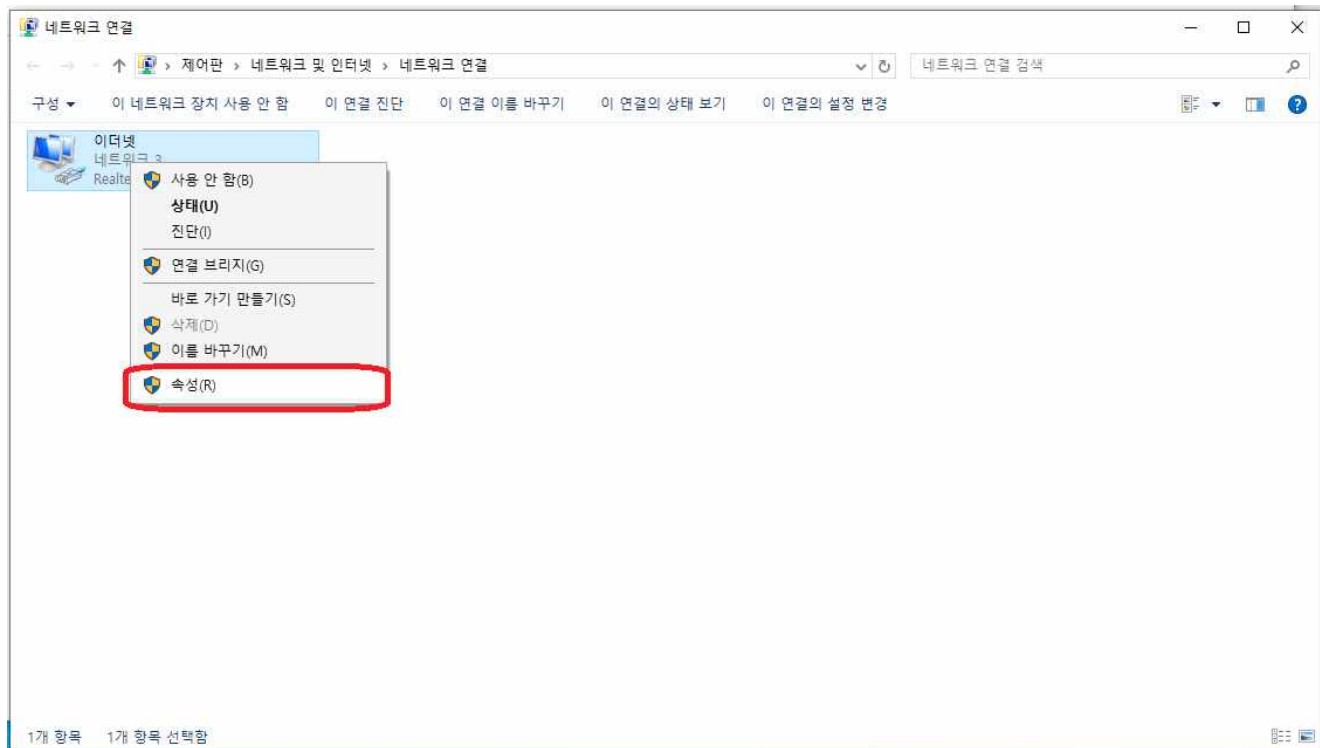 네트워크 연결
제어판 › 네트워크 및 인터넷 › 네트워크 연결
네트워크 연결 검색
구성 이 네트워크 장치 사용 안 함 이 연결 진단 이 연결 이름 바꾸기 이 연결의 상태 보기 이 연결의 설정 변경
이더넷
네트워크 3
Realte
사용 안 함(B)
상태(U)
진단(I)
연결 브리지(G)
바로 가기 만들기(S)
삭제(D)
이름 바꾸기(M)
속성(R)
1개 항목 1개 항목 선택함